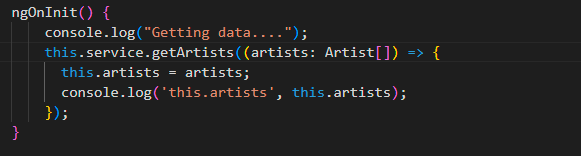 ngOnInit() {
    console.log("Getting data....");
    this.service.getArtists((artists: Artist[]) => {
      this.artists = artists;
      console.log('this.artists', this.artists);
    });
}